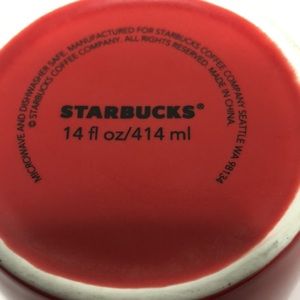 MICROWAVE AND DISHWASHER SAFE. MANUFACTURED FOR STARBUCKS COFFEE COMPANY SEATTLE WA 98134
© STARBUCKS COFFEE COMPANY. ALL RIGHTS RESERVED. MADE IN CHINA.
STARBUCKS®
14 fl oz/414 ml